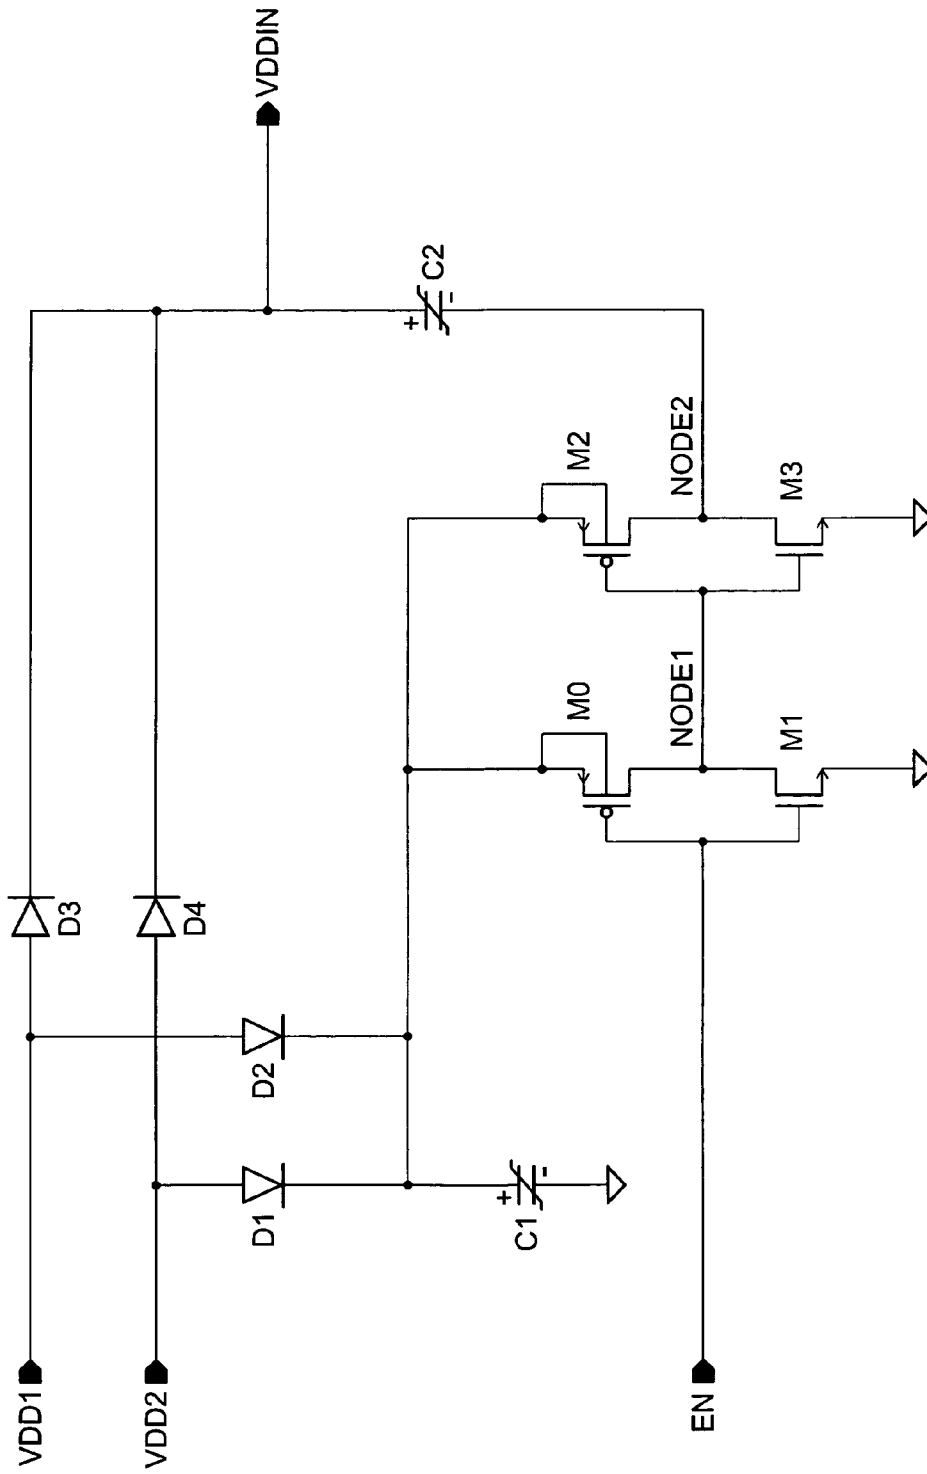 VDD1
VDD2
EN
D3
D4
D2
D1
C1
+
-
VDDIN
C2
+
-
M0
M2
NODE1
NODE2
M1
M3